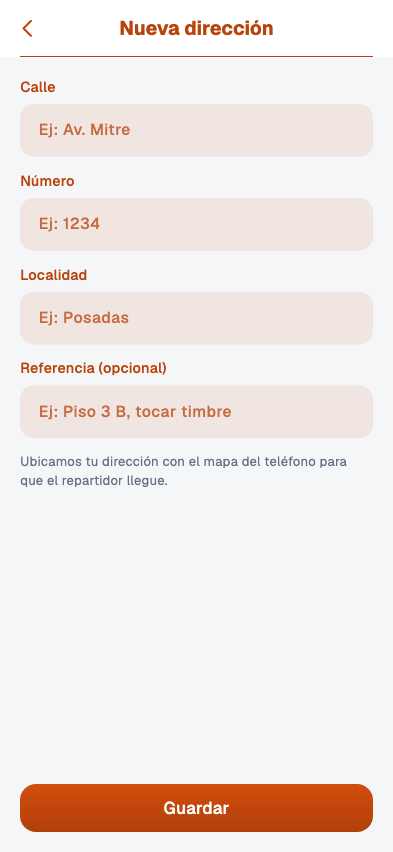 Nueva dirección
Calle
Ej: Av. Mitre
Número
Ej: 1234
Localidad
Ej: Posadas
Referencia (opcional)
Ej: Piso 3 B, tocar timbre
Ubicamos tu dirección con el mapa del teléfono para
que el repartidor llegue.
Guardar